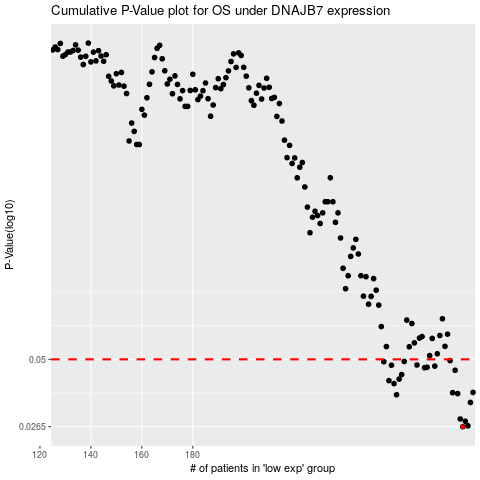 Cumulative P-Value plot for OS under DNAJB7 expression
P-Value(log10)
0.05
0.0265
120 140 160 180
# of patients in 'low exp' group